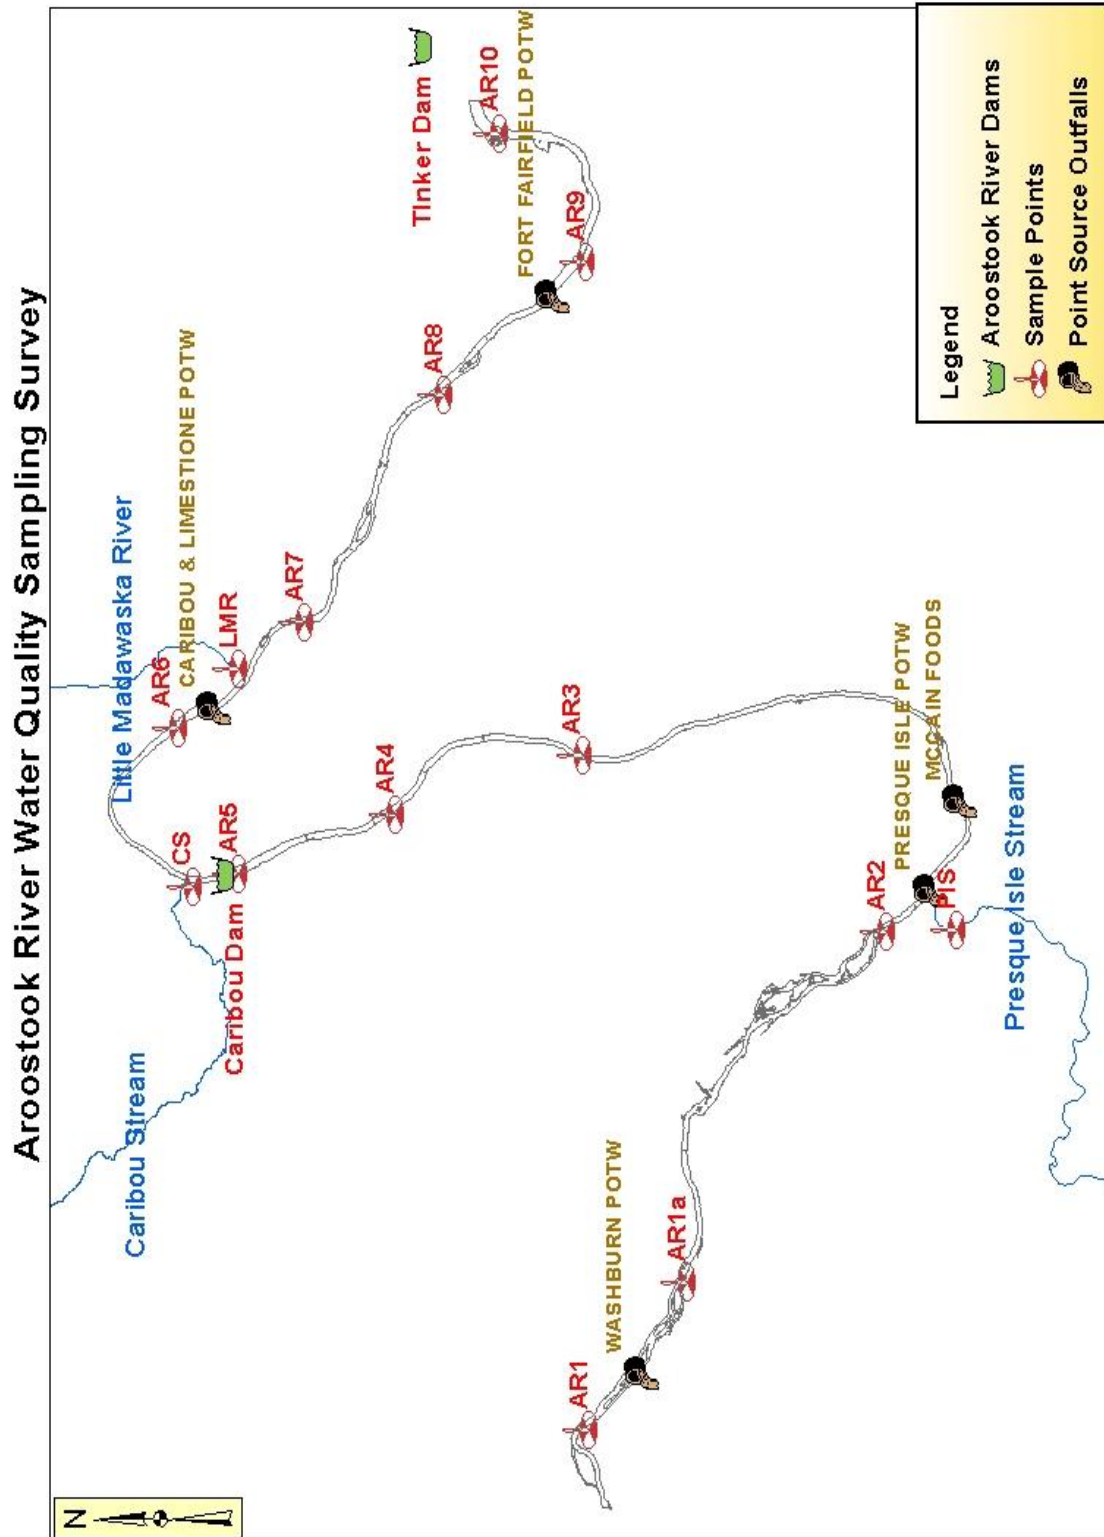 Aroostook River Water Quality Sampling Survey
N
Caribou Stream
Little Madawaska River
CARIBOU & LIMESTIONE POTW
AR6
LMR
CS
AR5
Caribou Dam
AR7
AR4
AR3
AR8
Tinker Dam
AR10
FORT FAIRFIELD POTW
AR9
AR1
WASHBURN POTW
AR1a
AR2
PRESQUE ISLE POTW
MCCAIN FOODS
PIS
Presque Isle Stream
Legend
Aroostook River Dams
Sample Points
Point Source Outfalls